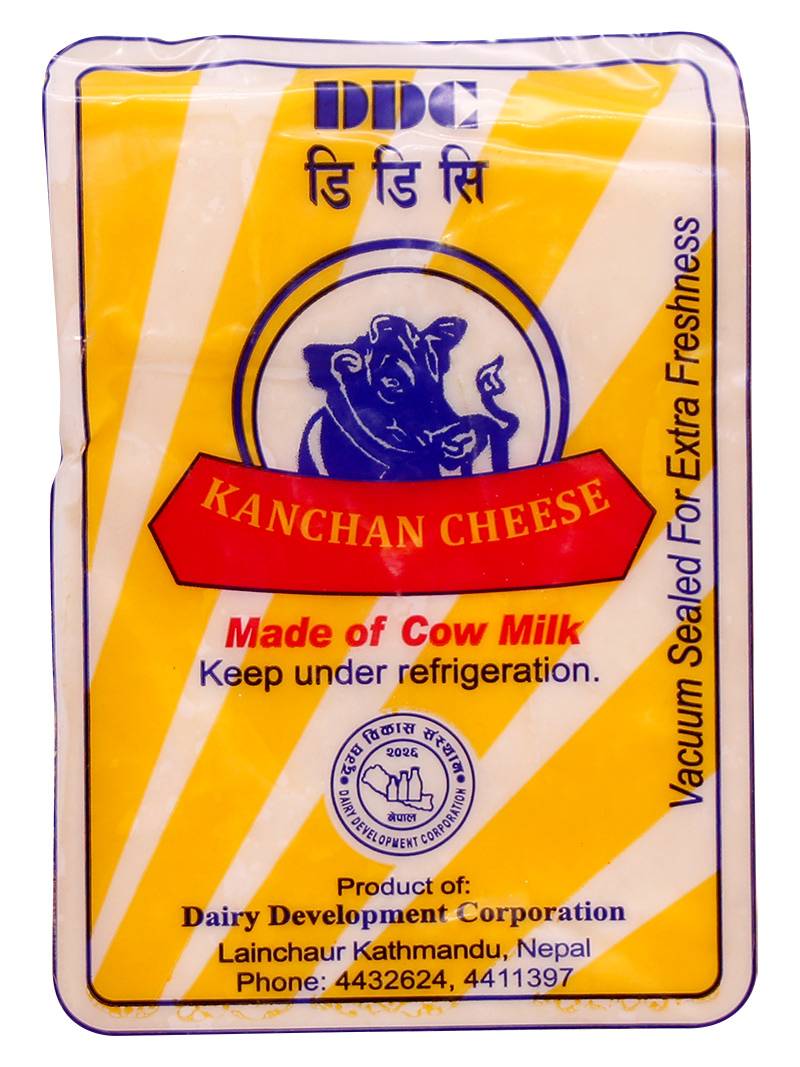 DDC
डि डि सि
KANCHAN CHEESE
Made of Cow Milk
Keep under refrigeration.
दुग्ध विकास संस्थान
२०२६
नेपाल
DAIRY DEVELOPMENT CORPORATION
Product of:
Dairy Development Corporation
Lainchaur Kathmandu, Nepal
Phone: 4432624, 4411397
Vacuum Sealed For Extra Freshness